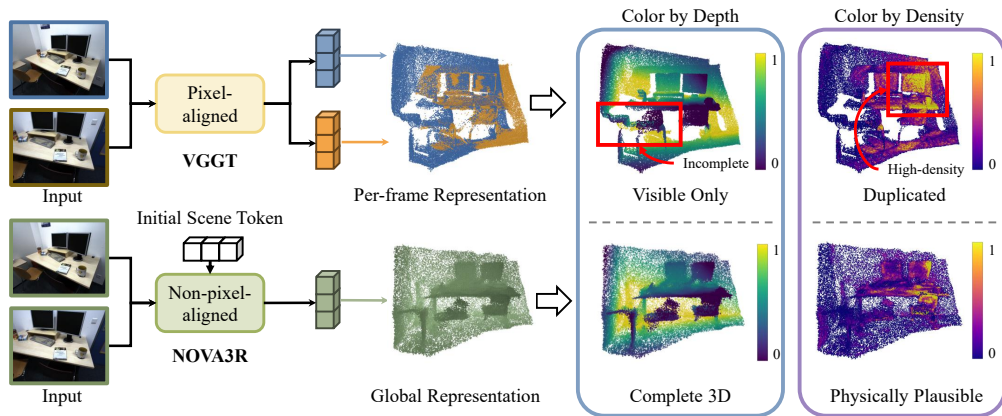 Color by Depth
Color by Density
Pixel-
aligned
VGGT
Input
Per-frame Representation
1
0
Incomplete
Visible Only
1
0
High-density
Duplicated
Initial Scene Token
Non-pixel-
aligned
NOVA3R
Input
Global Representation
1
0
Complete 3D
1
0
Physically Plausible